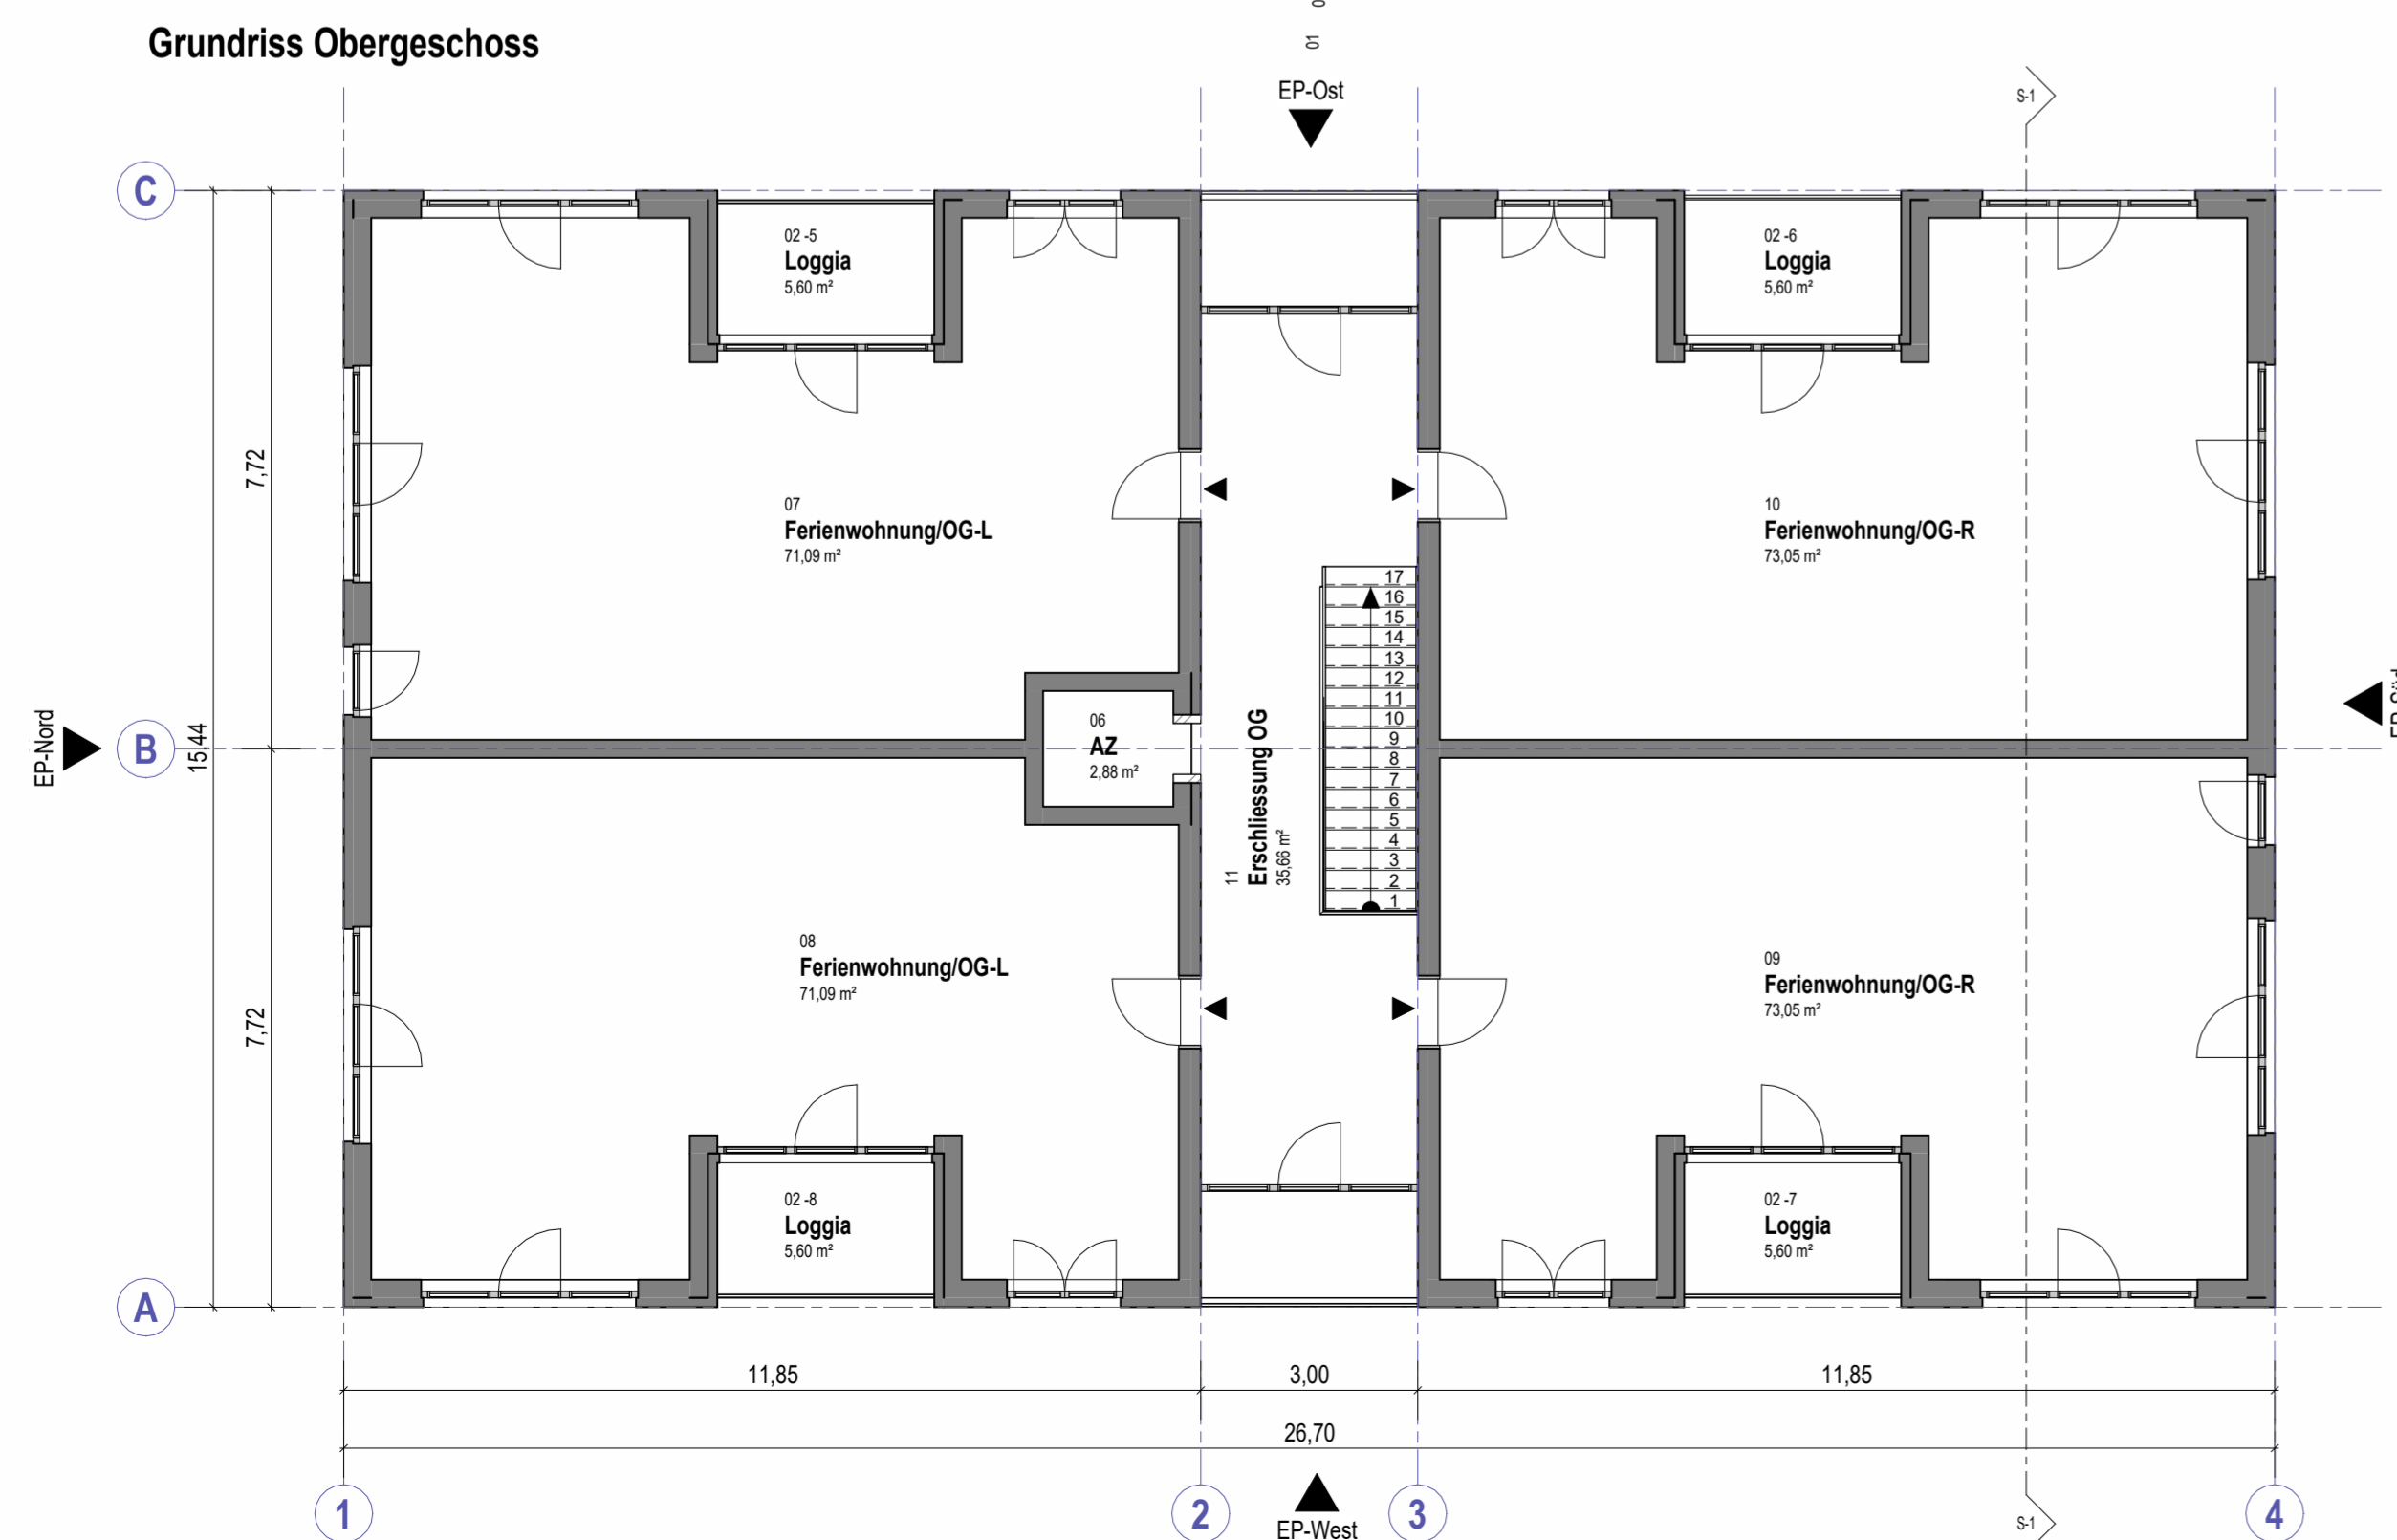 Grundriss Obergeschoss
01
EP-Ost
S-1
C
02 -5
Loggia
5,60 m²
02 -6
Loggia
5,60 m²
7,72
07
Ferienwohnung/OG-L
71,09 m²
10
Ferienwohnung/OG-R
73,05 m²
17
16
15
14
13
12
11
10
9
8
7
6
5
4
3
2
1
EP-Nord
B
15,44
06
AZ
2,88 m²
11
Erschliessung OG
35,66 m²
08
Ferienwohnung/OG-L
71,09 m²
09
Ferienwohnung/OG-R
73,05 m²
7,72
02 -8
Loggia
5,60 m²
02 -7
Loggia
5,60 m²
A
11,85
3,00
11,85
26,70
1
2
3
4
EP-West
S-1